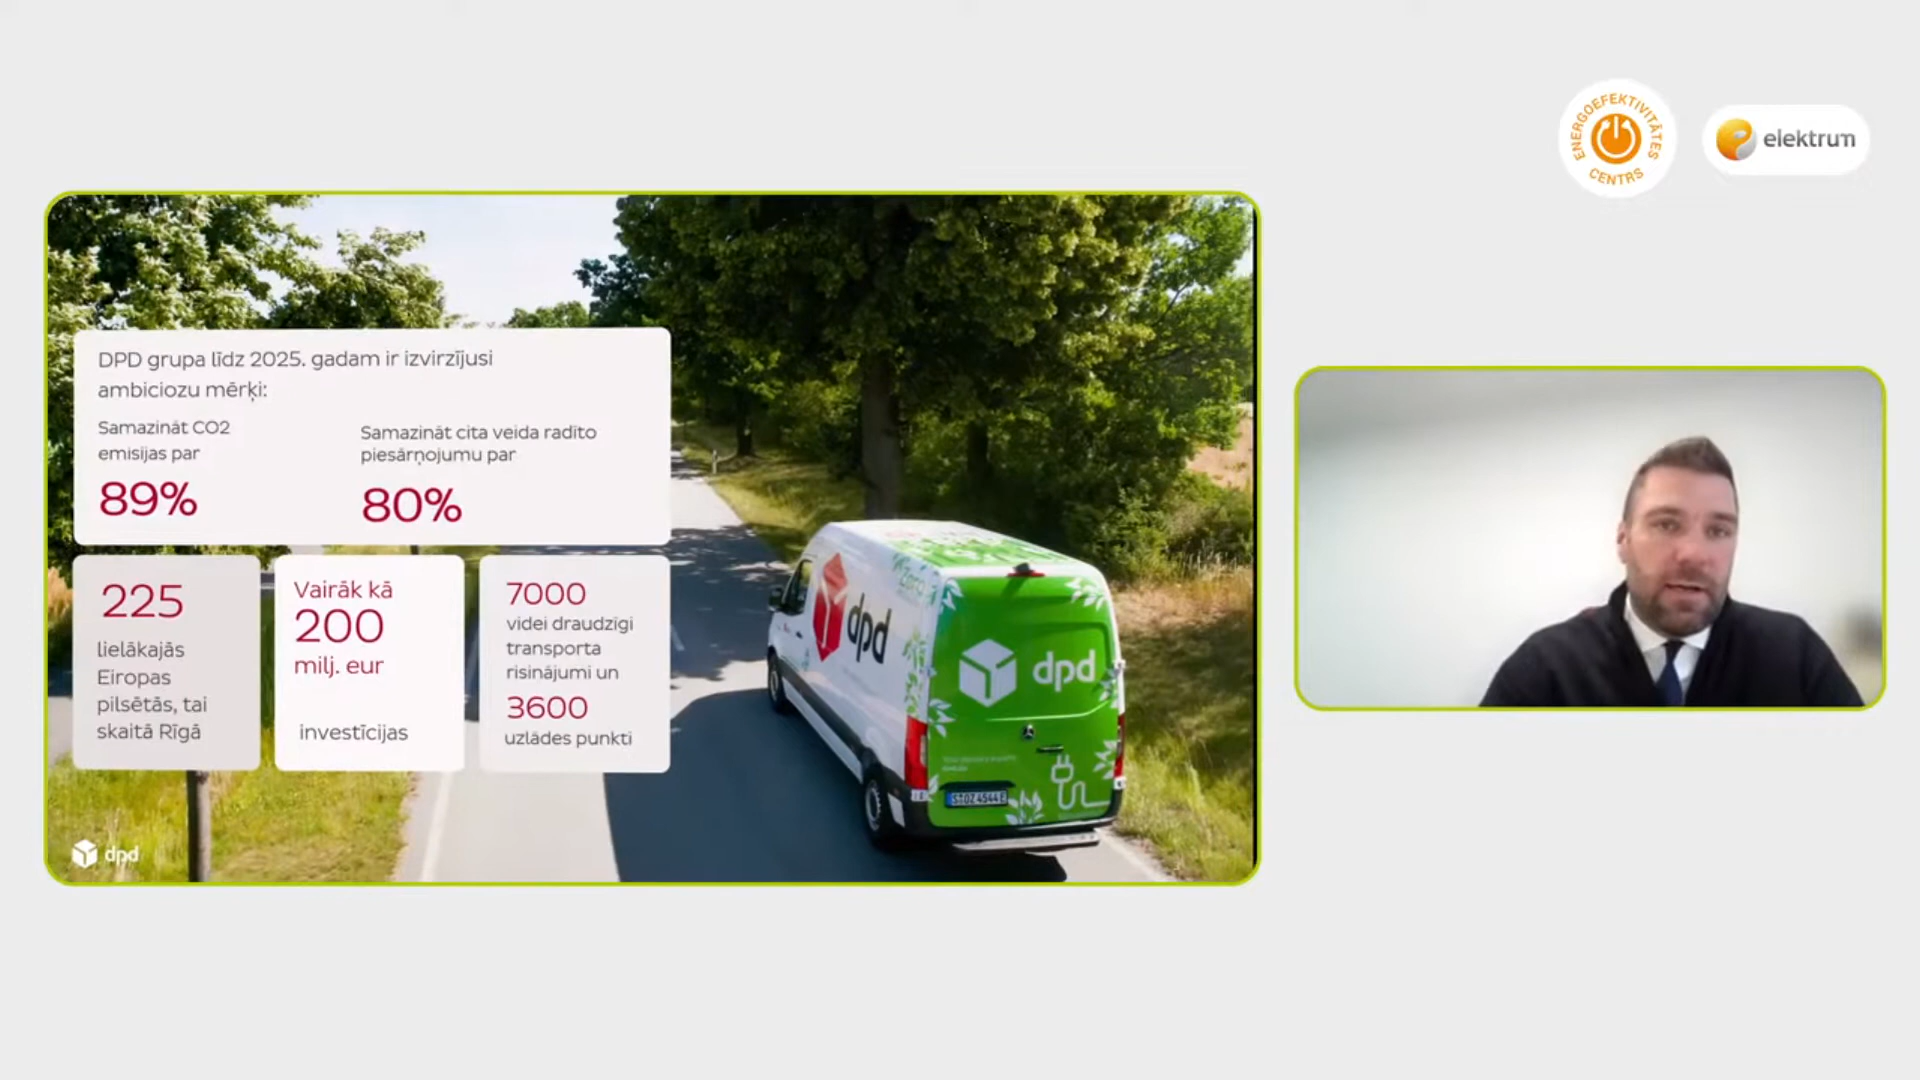 ENERGOEFEKTIVITĀTES
CENTRS
elektrum
DPD grupa līdz 2025. gadam ir izvirzījusi
ambiciozu mērķi:
Samazināt CO2
emisijas par
89%
Samazināt cita veida radīto
piesārņojumu par
80%
225
lielākajās
Eiropas
pilsētās, tai
skaitā Rīgā
Vairāk kā
200
milj. eur
investīcijas
7000
videi draudzīgi
transporta
risinājumi un
3600
uzlādes punkti
dpd
dpd
dpd